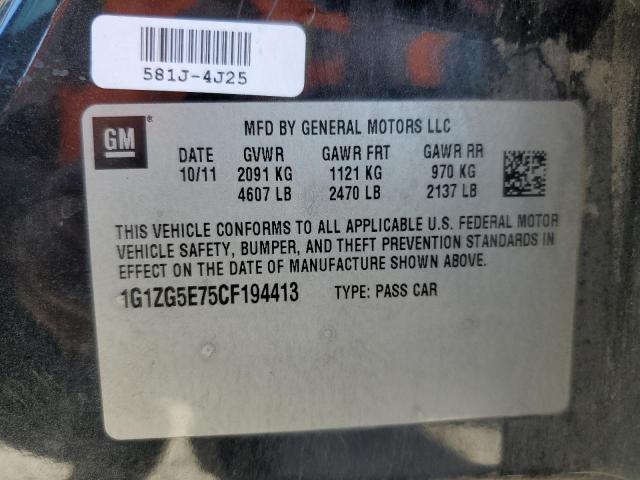 581J-4J25
GM ®
MFD BY GENERAL MOTORS LLC
DATE GVWR GAWR FRT GAWR RR
10/11 2091 KG 1121 KG 970 KG
4607 LB 2470 LB 2137 LB
THIS VEHICLE CONFORMS TO ALL APPLICABLE U.S. FEDERAL MOTOR
VEHICLE SAFETY, BUMPER, AND THEFT PREVENTION STANDARDS IN
EFFECT ON THE DATE OF MANUFACTURE SHOWN ABOVE.
1G1ZG5E75CF194413 TYPE: PASS CAR